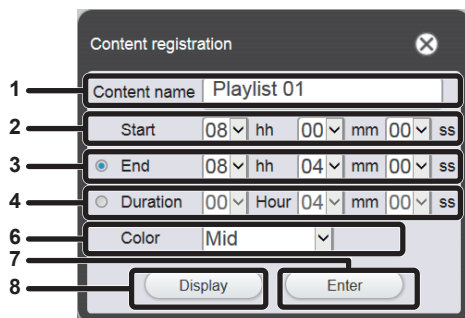 Content registration
1 Content name Playlist 01
2 Start 08 hh 00 mm 00 ss
3 End 08 hh 04 mm 00 ss
4 Duration 00 Hour 04 mm 00 ss
6 Color Mid
7
8 Display Enter